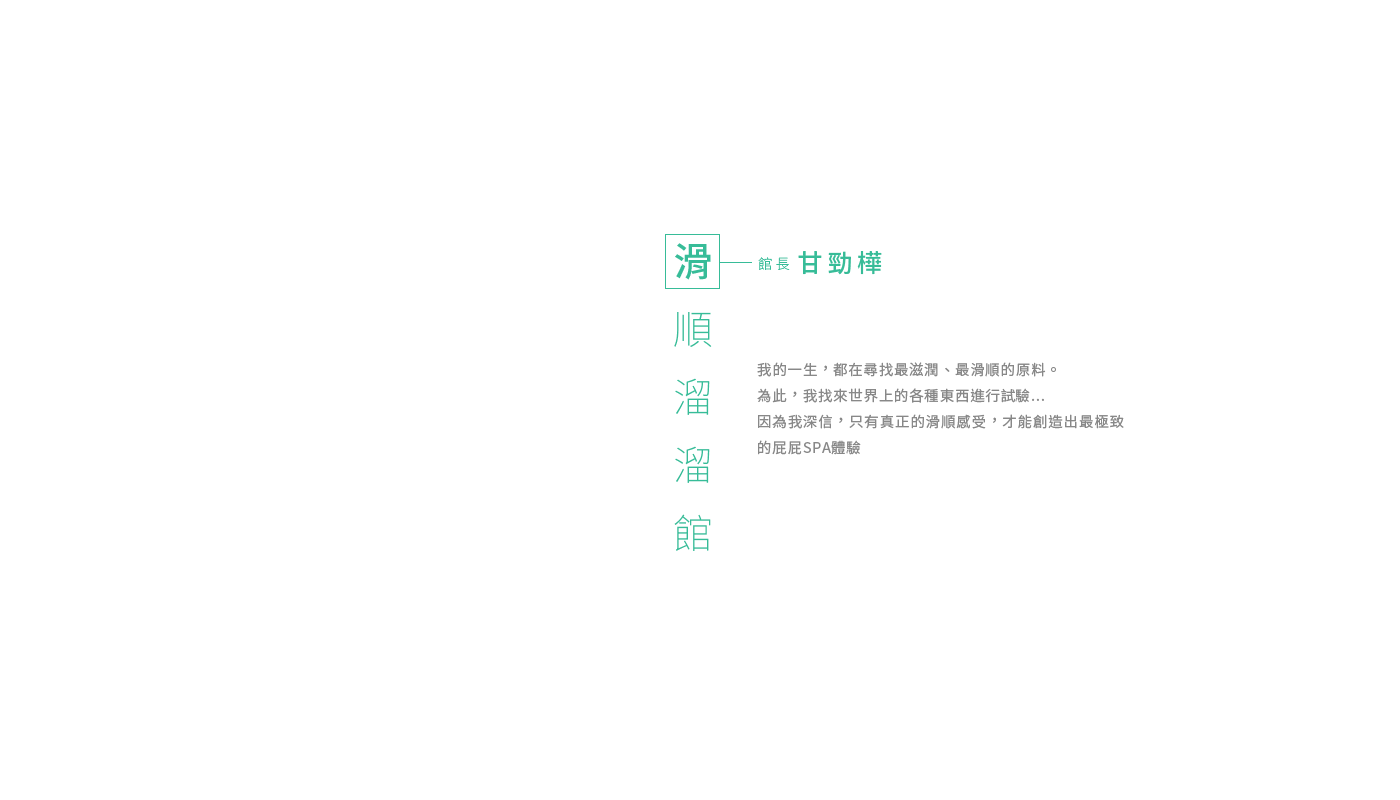 滑順溜溜館
館長 甘勁樺
我的一生，都在尋找最滋潤、最滑順的原料。
為此，我找來世界上的各種東西進行試驗...
因為我深信，只有真正的滑順感受，才能創造出最極致
的屁屁SPA體驗